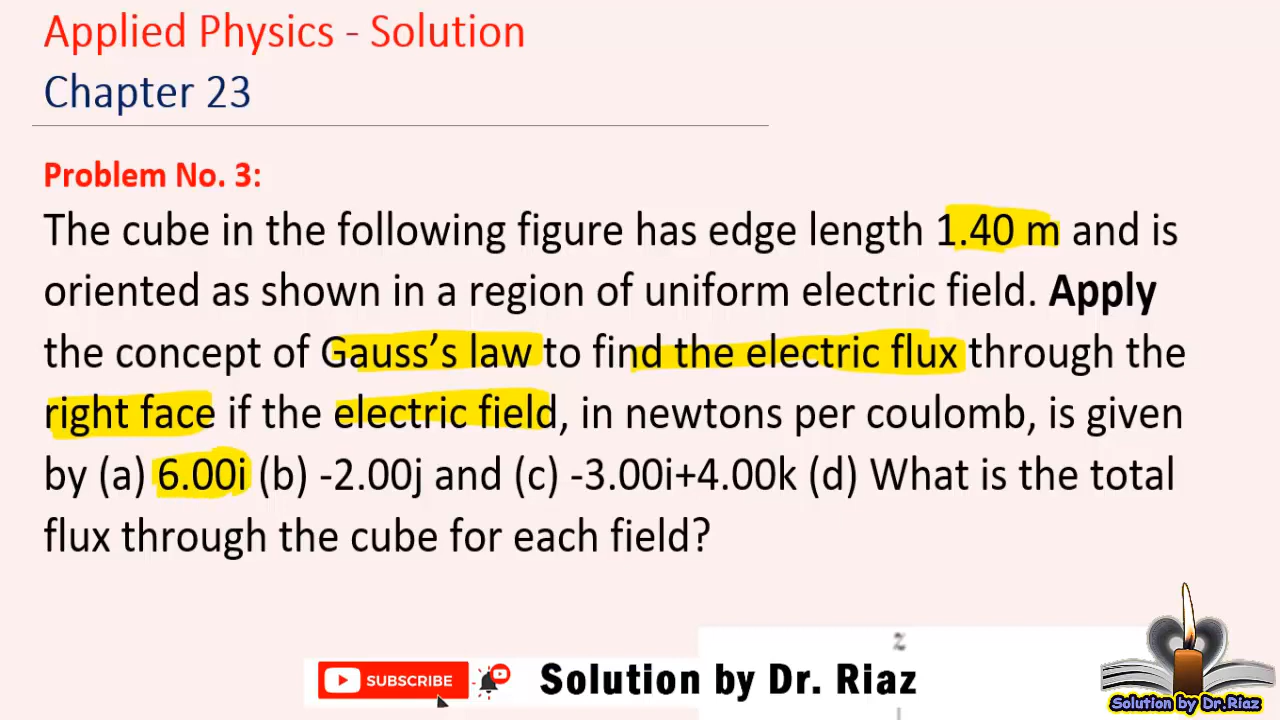 Applied Physics - Solution
Chapter 23
Problem No. 3:
The cube in the following figure has edge length 1.40 m and is
oriented as shown in a region of uniform electric field. Apply
the concept of Gauss’s law to find the electric flux through the
right face if the electric field, in newtons per coulomb, is given
by (a) 6.00i (b) -2.00j and (c) -3.00i+4.00k (d) What is the total
flux through the cube for each field?
z
SUBSCRIBE
Solution by Dr. Riaz
Solution by Dr.Riaz